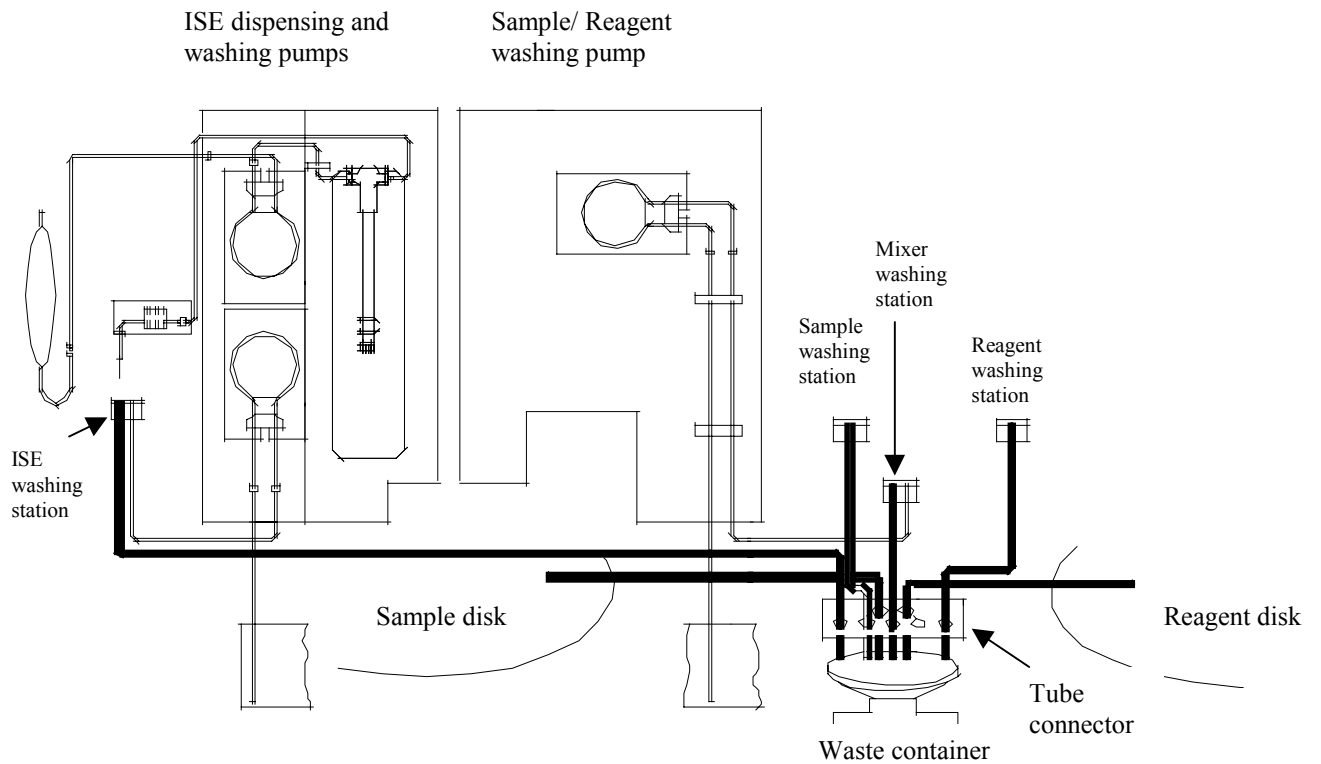 ISE dispensing and
washing pumps
Sample/ Reagent
washing pump
Mixer
washing
station
Sample
washing
station
Reagent
washing
station
ISE
washing
station
Sample disk
Reagent disk
Tube
connector
Waste container